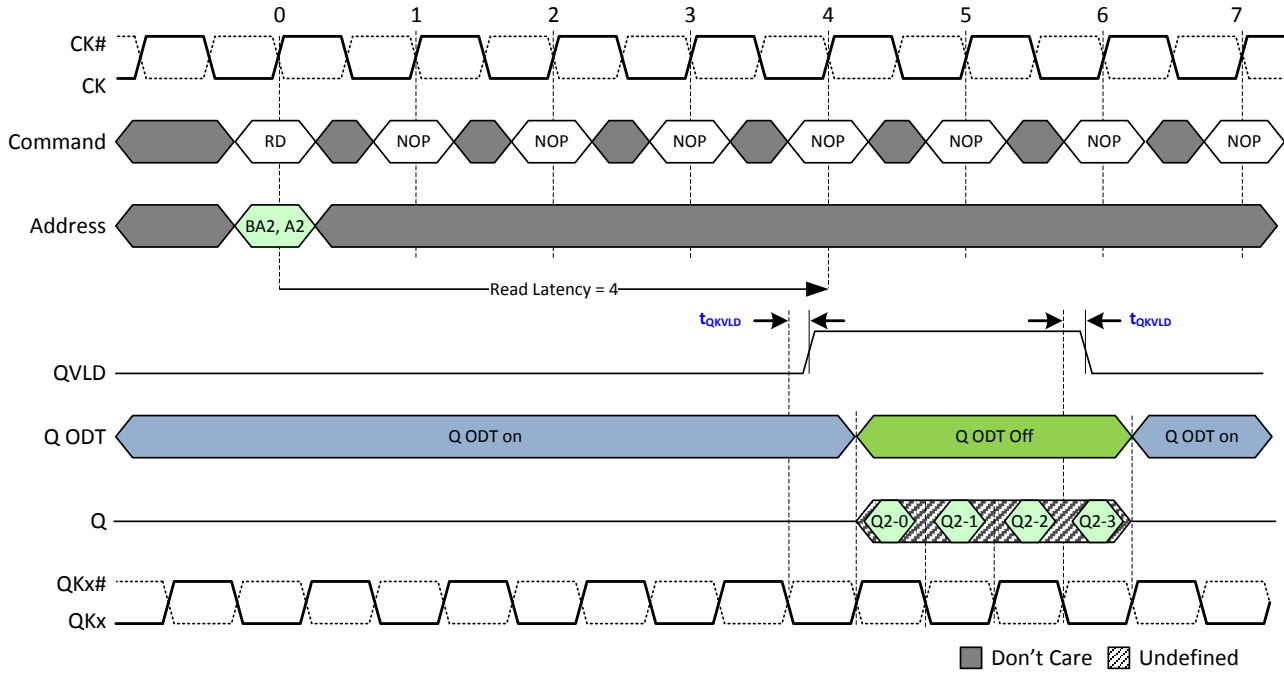 0 1 2 3 4 5 6 7
CK#
CK
Command RD NOP NOP NOP NOP NOP NOP NOP
Address BA2, A2
Read Latency = 4
tQKVLD tQKVLD
QVLD
Q ODT Q ODT on Q ODT Off Q ODT on
Q Q2-0 Q2-1 Q2-2 Q2-3
QKx#
QKx
Don't Care Undefined